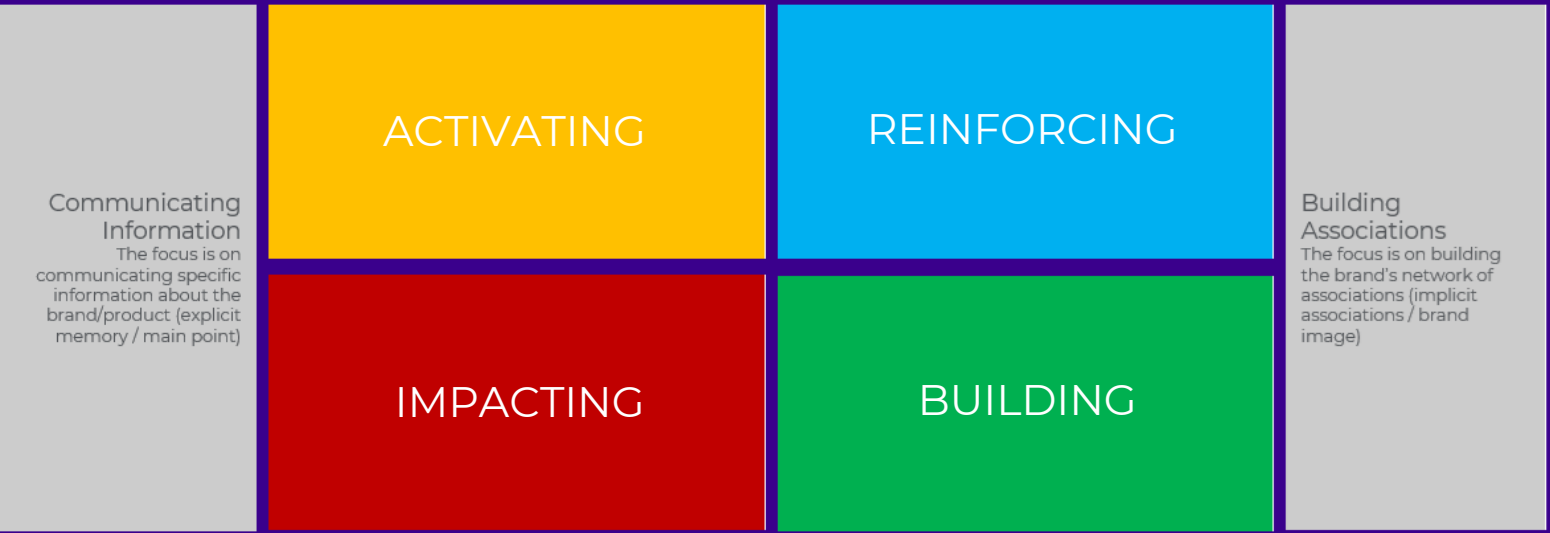 Communicating
Information
The focus is on
communicating specific
information about the
brand/product (explicit
memory / main point)
ACTIVATING
REINFORCING
IMPACTING
BUILDING
Building
Associations
The focus is on building
the brand's network of
associations (implicit
associations / brand
image)